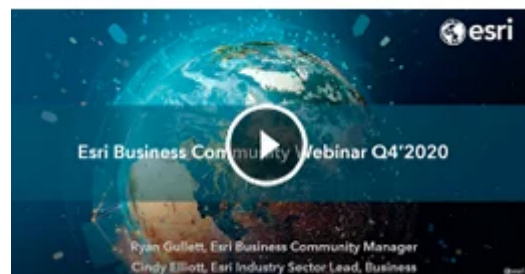 esri
Esri Business Community Webinar Q4'2020
Ryan Gullett, Esri Business Community Manager
Cindy Elliott, Esri Industry Sector Lead, Business